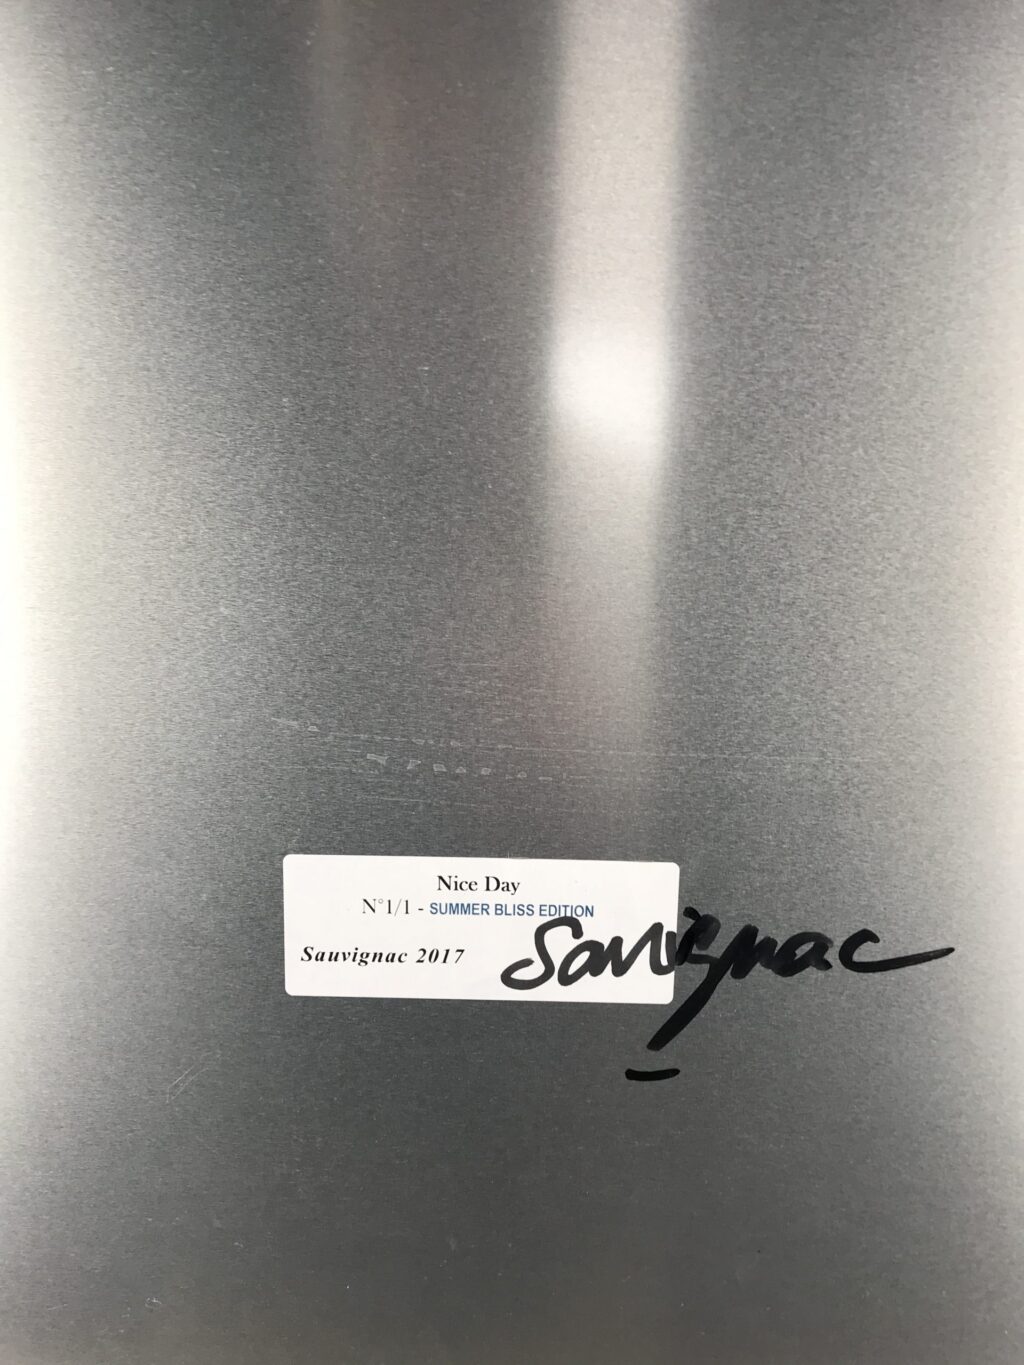 Nice Day
N°1/1 - SUMMER BLISS EDITION
Sauvignac 2017
Sauvignac